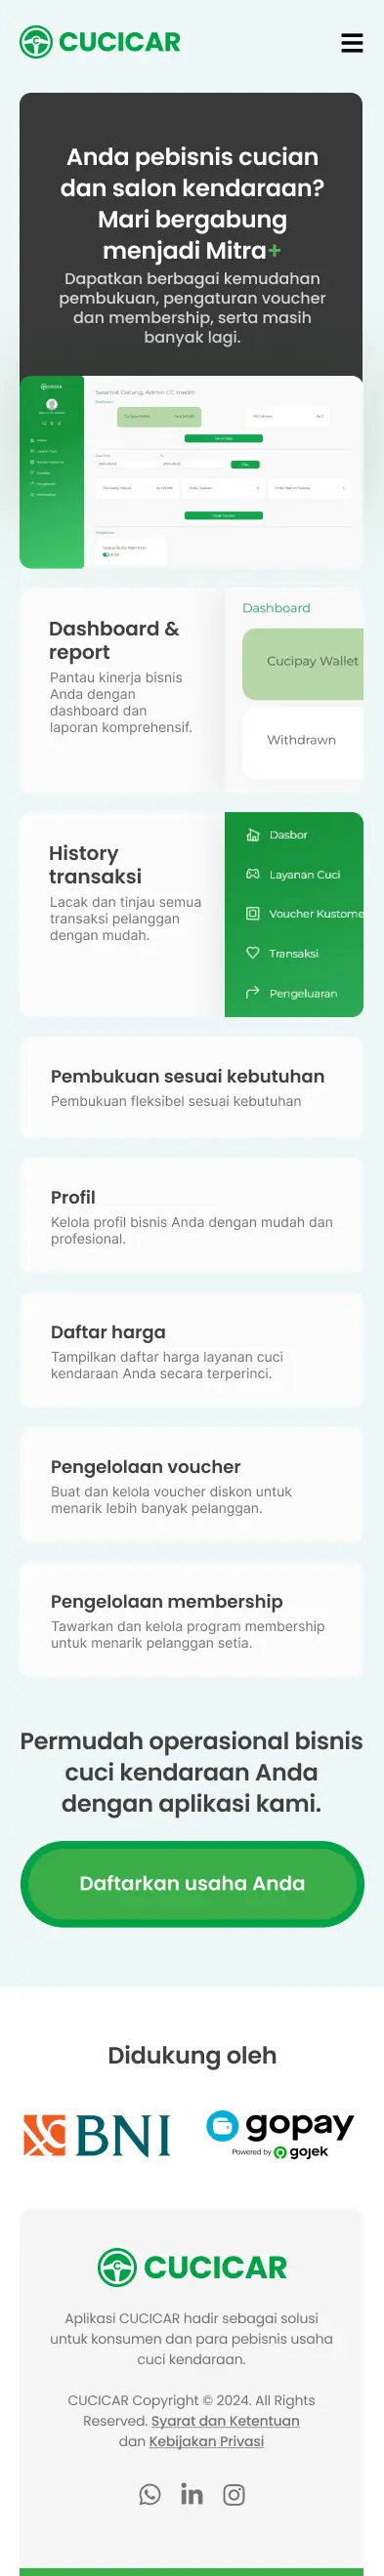 CUCICAR
Anda pebisnis cucian
dan salon kendaraan?
Mari bergabung
menjadi Mitra+
Dapatkan berbagai kemudahan
pembukuan, pengaturan voucher
dan membership, serta masih
banyak lagi.
CUCICAR
Selamat Datang, Admin CC madiri!
Dashboard &
report
Pantau kinerja bisnis
Anda dengan
dashboard dan
laporan komprehensif.
Dashboard
Cucipay Wallet
Withdrawn
History
transaksi
Lacak dan tinjau semua
transaksi pelanggan
dengan mudah.
Dasbor
Layanan Cuci
Voucher Kustome
Transaksi
Pengeluaran
Pembukuan sesuai kebutuhan
Pembukuan fleksibel sesuai kebutuhan
Profil
Kelola profil bisnis Anda dengan mudah dan
profesional.
Daftar harga
Tampilkan daftar harga layanan cuci
kendaraan Anda secara terperinci.
Pengelolaan voucher
Buat dan kelola voucher diskon untuk
menarik lebih banyak pelanggan.
Pengelolaan membership
Tawarkan dan kelola program membership
untuk menarik pelanggan setia.
Permudah operasional bisnis
cuci kendaraan Anda
dengan aplikasi kami.
Daftarkan usaha Anda
Didukung oleh
BNI
gopay
Powered by gojek
CUCICAR
Aplikasi CUCICAR hadir sebagai solusi
untuk konsumen dan para pebisnis usaha
cuci kendaraan.
CUCICAR Copyright © 2024. All Rights
Reserved. Syarat dan Ketentuan
dan Kebijakan Privasi